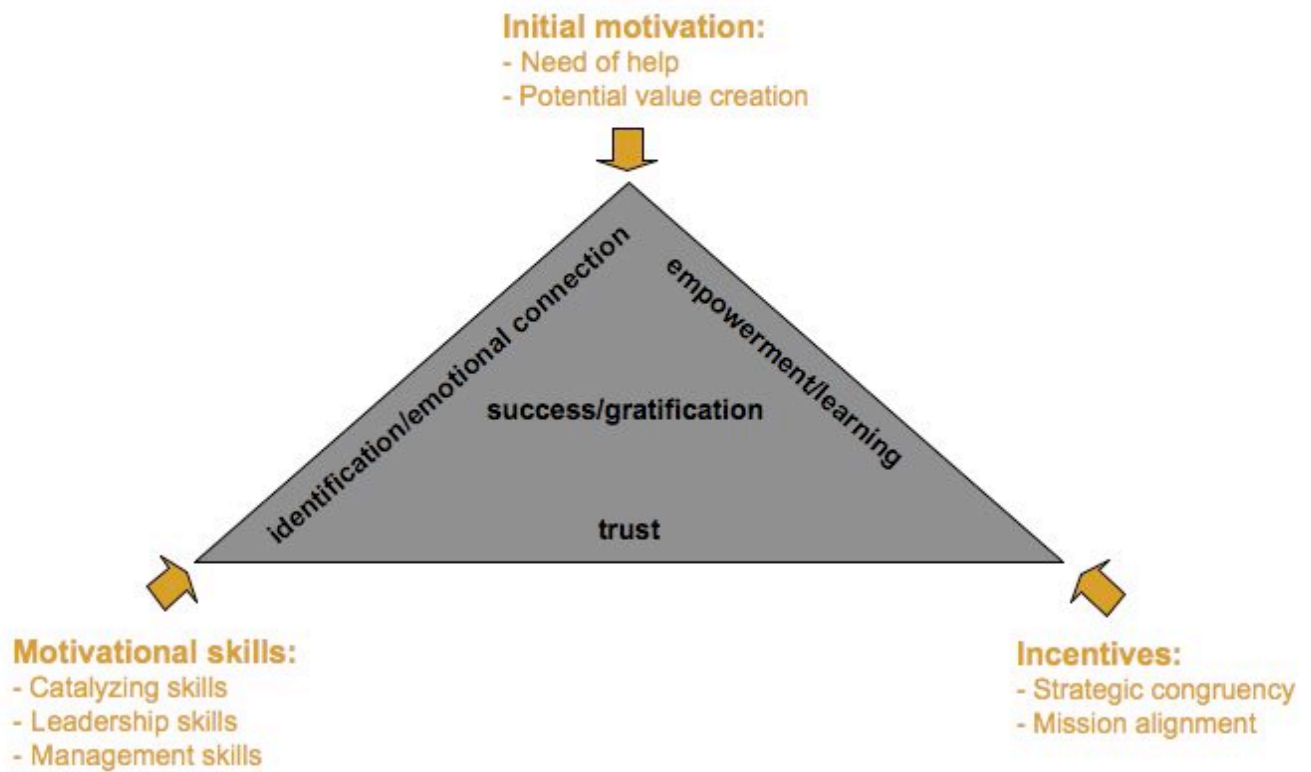 Initial motivation:
- Need of help
- Potential value creation
identification/emotional connection
empowerment/learning
success/gratification
trust
Motivational skills:
- Catalyzing skills
- Leadership skills
- Management skills
Incentives:
- Strategic congruency
- Mission alignment